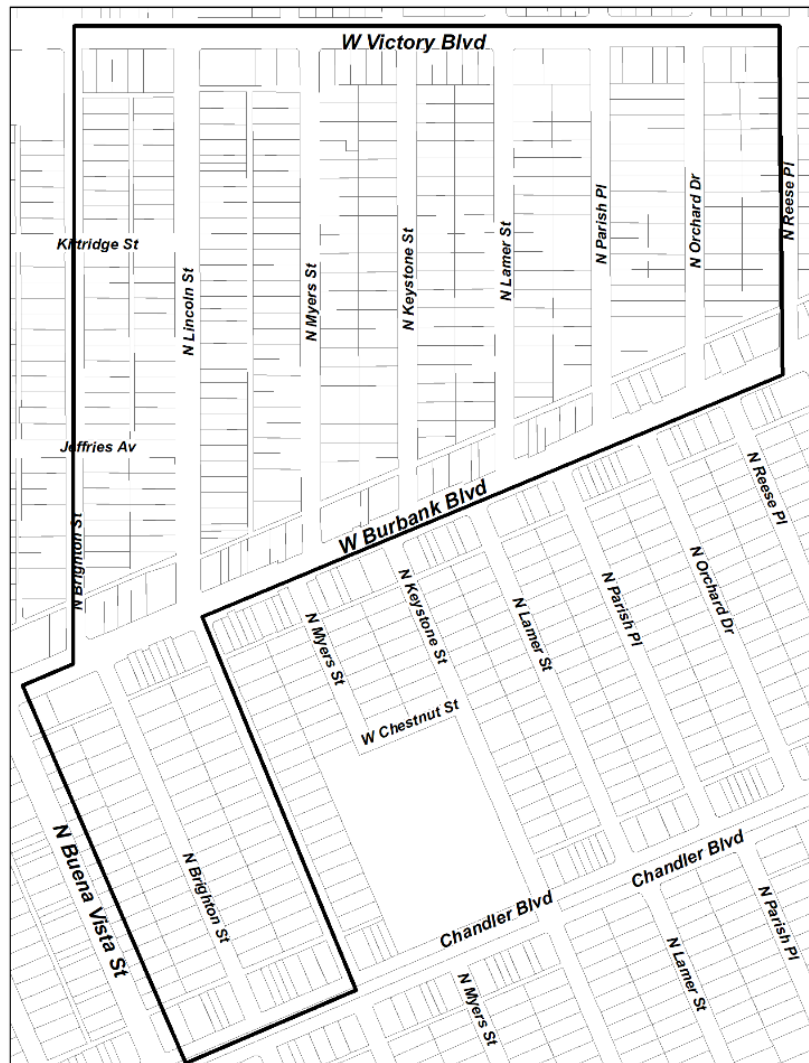 W Victory Blvd
N Reese Pl
N Orchard Dr
N Parish Pl
N Lamer St
N Keystone St
N Myers St
N Lincoln St
Kittridge St
Jeffries Av
N Brighton St
W Burbank Blvd
N Reese Pl
N Orchard Dr
N Parish Pl
N Lamer St
N Keystone St
N Myers St
W Chestnut St
N Buena Vista St
N Brighton St
Chandler Blvd
Chandler Blvd
N Parish Pl
N Lamer St
N Myers St